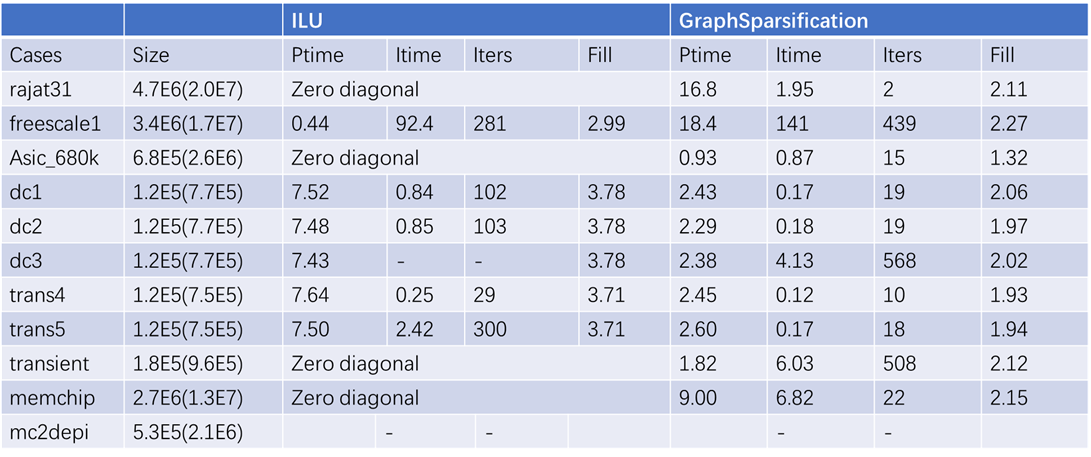 ILU GraphSparsification
Cases Size Ptime Itime Iters Fill Ptime Itime Iters Fill
rajat31 4.7E6(2.0E7) Zero diagonal 16.8 1.95 2 2.11
freescale1 3.4E6(1.7E7) 0.44 92.4 281 2.99 18.4 141 439 2.27
Asic_680k 6.8E5(2.6E6) Zero diagonal 0.93 0.87 15 1.32
dc1 1.2E5(7.7E5) 7.52 0.84 102 3.78 2.43 0.17 19 2.06
dc2 1.2E5(7.7E5) 7.48 0.85 103 3.78 2.29 0.18 19 1.97
dc3 1.2E5(7.7E5) 7.43 - - 3.78 2.38 4.13 568 2.02
trans4 1.2E5(7.5E5) 7.64 0.25 29 3.71 2.45 0.12 10 1.93
trans5 1.2E5(7.5E5) 7.50 2.42 300 3.71 2.60 0.17 18 1.94
transient 1.8E5(9.6E5) Zero diagonal 1.82 6.03 508 2.12
memchip 2.7E6(1.3E7) Zero diagonal 9.00 6.82 22 2.15
mc2depi 5.3E5(2.1E6) - - - -